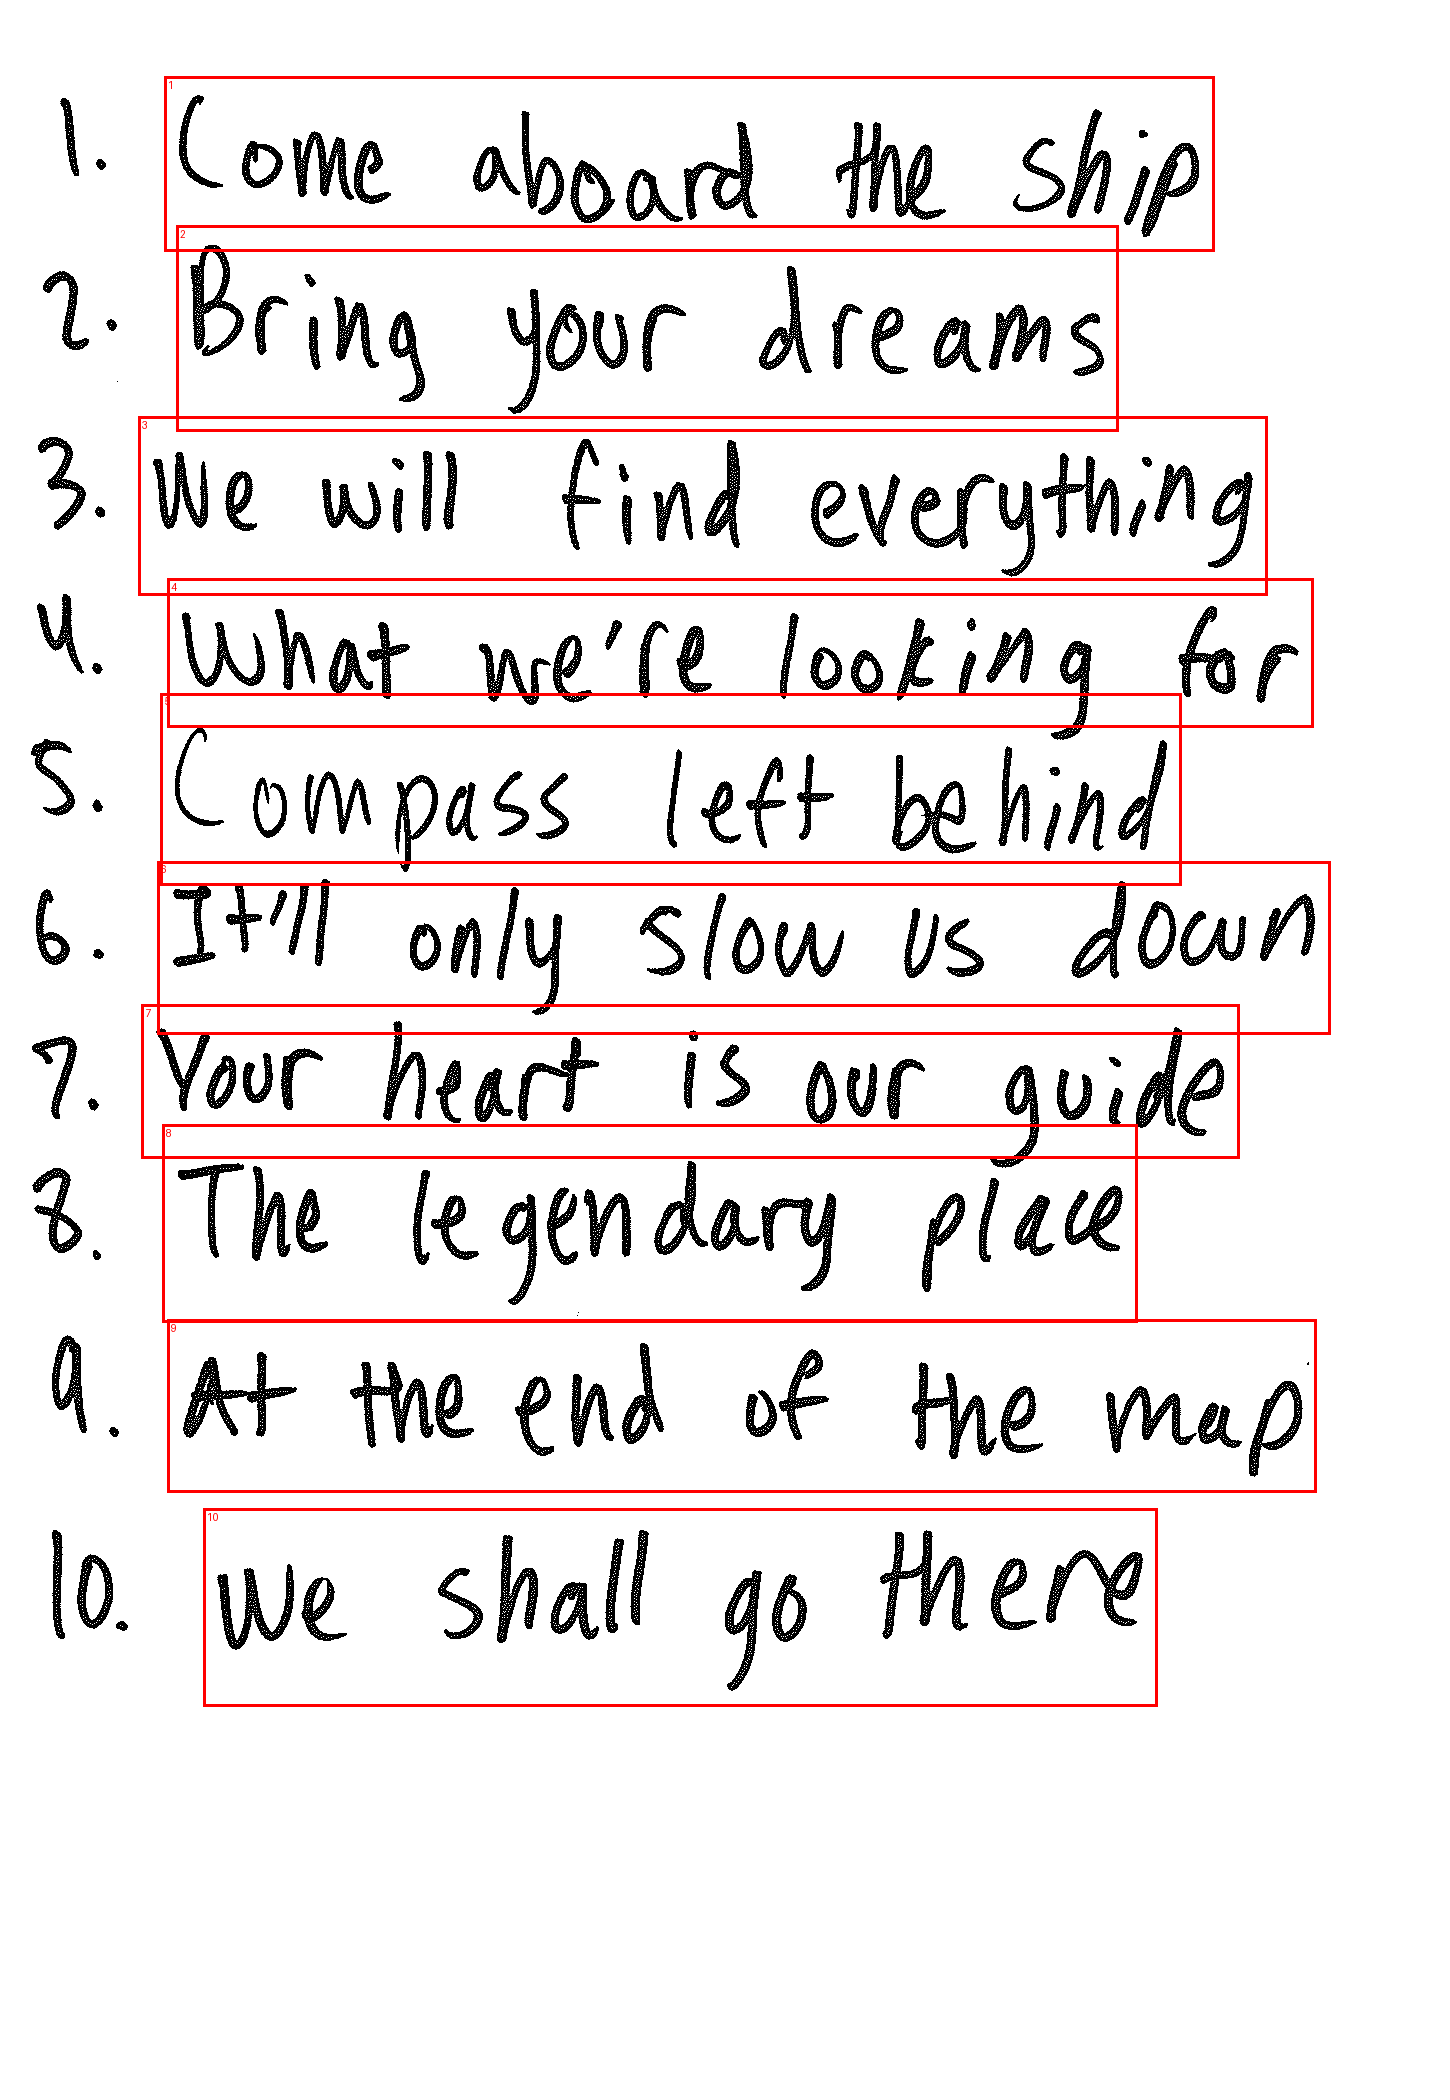 1. Come aboard the ship
2. Bring your dreams
3. We will find everything
4. What we're looking for
5. Compass left behind
6. It'll only slow us down
7. Your heart is our guide
8. The legendary place
9. At the end of the map
10. We shall go there